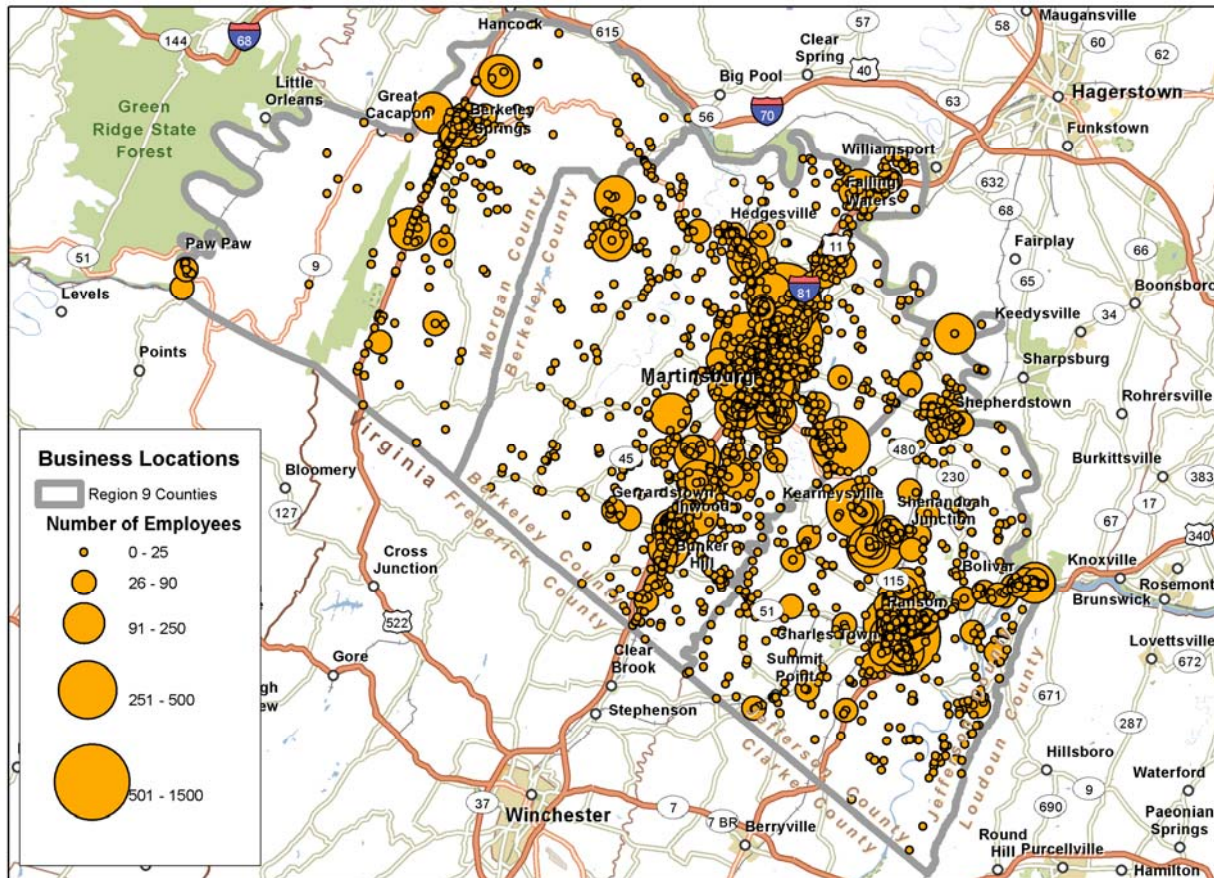 Hancock
Maugansville
144
68
615
57
58
60
62
Clear
Spring
40
Little
Orleans
Great
Cacapon
Big Pool
Hagerstown
63
Green
Ridge State
Forest
Berkeley
Springs
56
70
Funkstown
Williamsport
632
Falling
Waters
68
Hedgesville
Fairplay
66
51
Paw Paw
9
11
65
Boonsboro
Levels
81
Keedysville
34
Morgan County
Berkeley County
Points
Sharpsburg
Martinsburg
Rohrersville
Shepherdstown
Virginia
Business Locations
Region 9 Counties
Number of Employees
0 - 25
26 - 90
91 - 250
251 - 500
501 - 1500
Bloomery
127
45
480
230
Burkittsville
383
17
Berkeley County
Frederick County
Gerrardstown
Inwood
Kearneysville
Shenandoah
Junction
67
340
Bunker
Hill
Cross
Junction
Bolivar
Knoxville
Rosemont
115
Brunswick
Ranson
51
522
Charles Town
Lovettsville
672
Gore
Clear
Brook
Summit
Point
671
Stephenson
287
Jefferson County
Clarke County
Jefferson County
Loudoun County
Hillsboro
9
Waterford
37
Winchester
7
7 BR
Berryville
690
Paeonian
Springs
Round
Hill
Purcellville
Hamilton